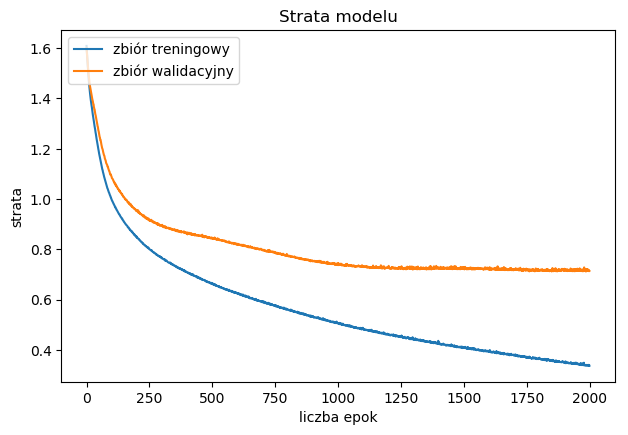 Strata modelu
zbiór treningowy
zbiór walidacyjny
strata
1.6
1.4
1.2
1.0
0.8
0.6
0.4
0 250 500 750 1000 1250 1500 1750 2000
liczba epok